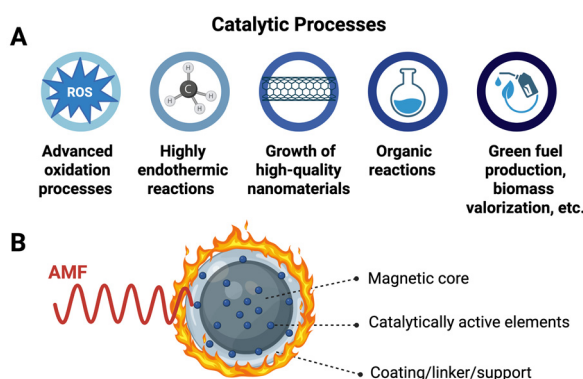 Catalytic Processes
A
ROS
H
C
H
H
H
Advanced
oxidation
processes
Highly
endothermic
reactions
Growth of
high-quality
nanomaterials
Organic
reactions
Green fuel
production,
biomass
valorization, etc.
B
AMF
Magnetic core
Catalytically active elements
Coating/linker/support